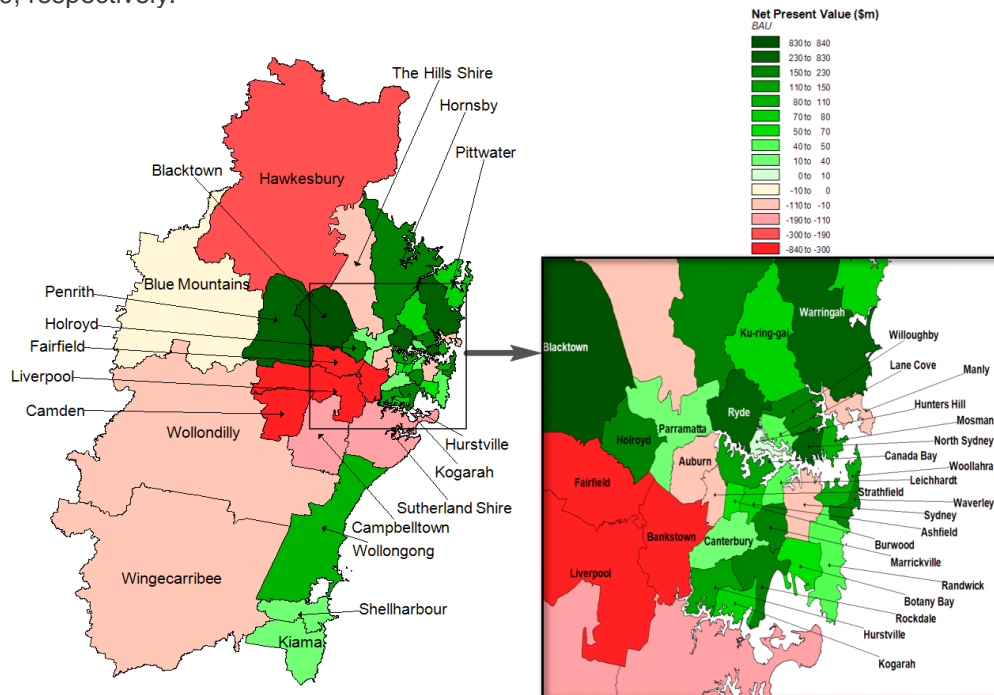 Net Present Value ($m)
BAU
830 to 840
230 to 830
150 to 230
110 to 150
80 to 110
70 to 80
50 to 70
40 to 50
10 to 40
0 to 10
-10 to 0
-110 to -10
-190 to -110
-300 to -190
-840 to -300
The Hills Shire
Hornsby
Pittwater
Blacktown
Hawkesbury
Blue Mountains
Penrith
Holroyd
Fairfield
Liverpool
Camden
Wollondilly
Hurstville
Kogarah
Sutherland Shire
Campbelltown
Wollongong
Wingecarribee
Shellharbour
Kiama
Warringah
Ku-ring-gai
Willoughby
Blacktown
Lane Cove
Manly
Hunters Hill
Ryde
Mosman
Parramatta
Holroyd
North Sydney
Canada Bay
Auburn
Woollahra
Leichhardt
Fairfield
Strathfield
Waverley
Sydney
Ashfield
Bankstown
Canterbury
Burwood
Marrickville
Liverpool
Randwick
Botany Bay
Rockdale
Hurstville
Kogarah